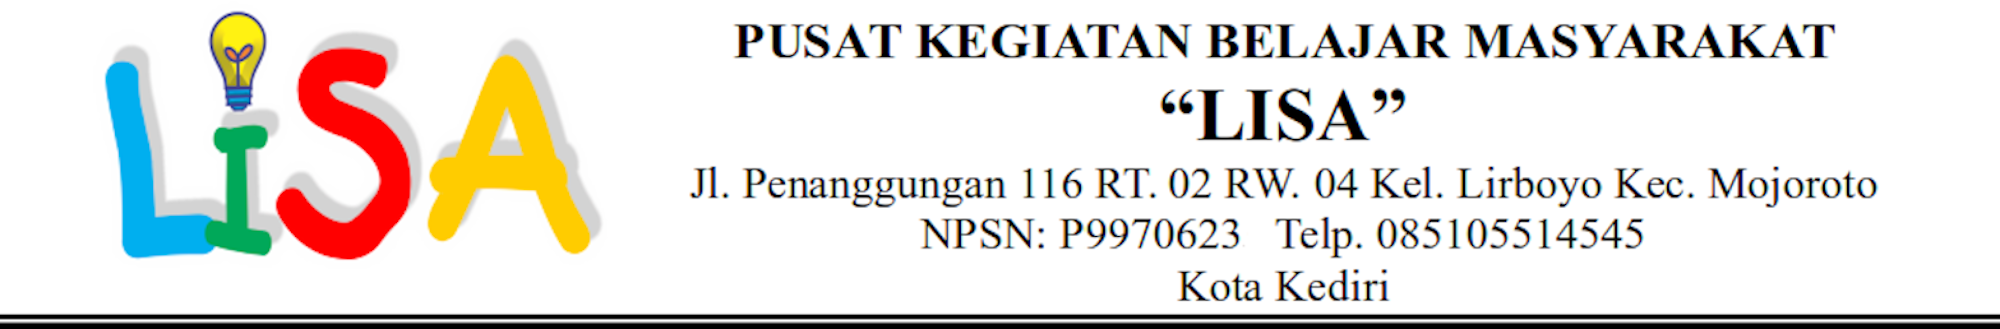 LiSA
PUSAT KEGIATAN BELAJAR MASYARAKAT
“LISA”
Jl. Penanggungan 116 RT. 02 RW. 04 Kel. Lirboyo Kec. Mojoroto
NPSN: P9970623 Telp. 085105514545
Kota Kediri